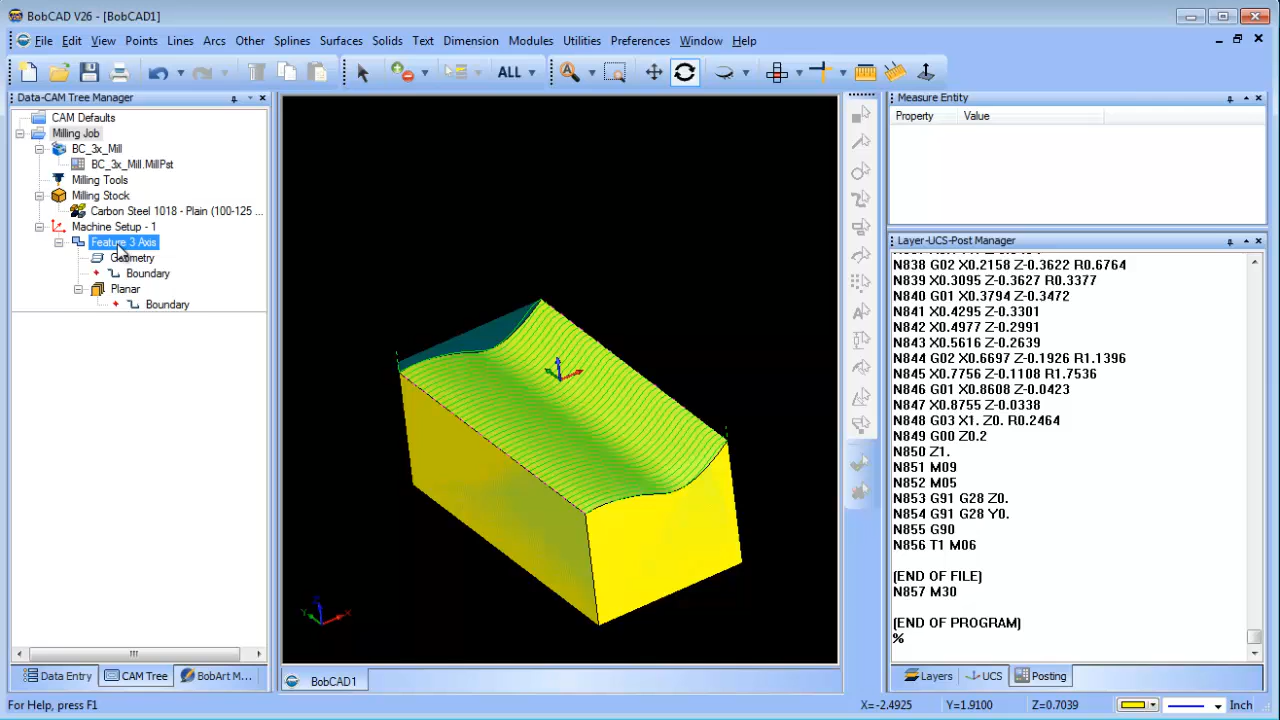 BobCAD V26 - [BobCAD1]
File Edit View Points Lines Arcs Other Splines Surfaces Solids Text Dimension Modules Utilities Preferences Window Help
ALL
Data-CAM Tree Manager
CAM Defaults
Milling Job
BC_3x_Mill
BC_3x_Mill.MillPst
Milling Tools
Milling Stock
Carbon Steel 1018 - Plain (100-125 ...
Machine Setup - 1
Feature 3 Axis
Geometry
Boundary
Planar
Boundary
Data Entry CAM Tree BobArt M...
BobCAD1
Measure Entity
Property Value
Layer-UCS-Post Manager
N838 G02 X0.2158 Z-0.3622 R0.6764
N839 X0.3095 Z-0.3627 R0.3377
N840 G01 X0.3794 Z-0.3472
N841 X0.4295 Z-0.3301
N842 X0.4977 Z-0.2991
N843 X0.5616 Z-0.2639
N844 G02 X0.6697 Z-0.1926 R1.1396
N845 X0.7756 Z-0.1108 R1.7536
N846 G01 X0.8608 Z-0.0423
N847 X0.8755 Z-0.0338
N848 G03 X1. Z0. R0.2464
N849 G00 Z0.2
N850 Z1.
N851 M09
N852 M05
N853 G91 G28 Z0.
N854 G91 G28 Y0.
N855 G90
N856 T1 M06
(END OF FILE)
N857 M30
(END OF PROGRAM)
%
Layers UCS Posting
For Help, press F1
X=-2.4925 Y=1.9100 Z=0.7039 Inch